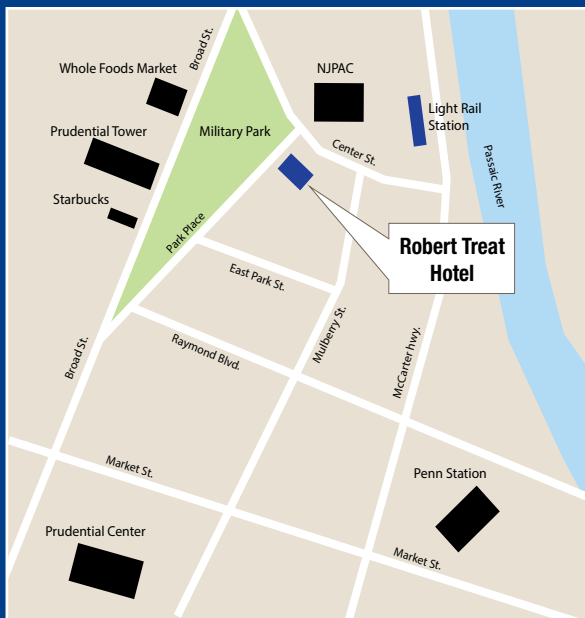 Broad St.
Whole Foods Market
NJPAC
Light Rail
Station
Prudential Tower
Military Park
Center St.
Passaic River
Starbucks
Park Place
Robert Treat
Hotel
East Park St.
Mulberry St.
McCarter hwy.
Broad St.
Raymond Blvd.
Market St.
Penn Station
Prudential Center
Market St.